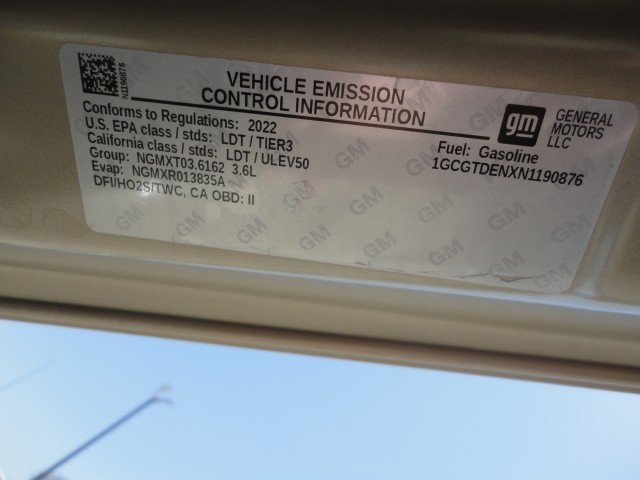 N1190876
VEHICLE EMISSION
CONTROL INFORMATION
Conforms to Regulations: 2022
U.S. EPA class / stds: LDT / TIER3
California class / stds: LDT / ULEV50
Group: NGMXT03.6162 3.6L
Evap: NGMXR013835A
DFI/HO2S/TWC, CA OBD: II
gm
GENERAL
MOTORS
LLC
Fuel: Gasoline
1GCGTDENXN1190876